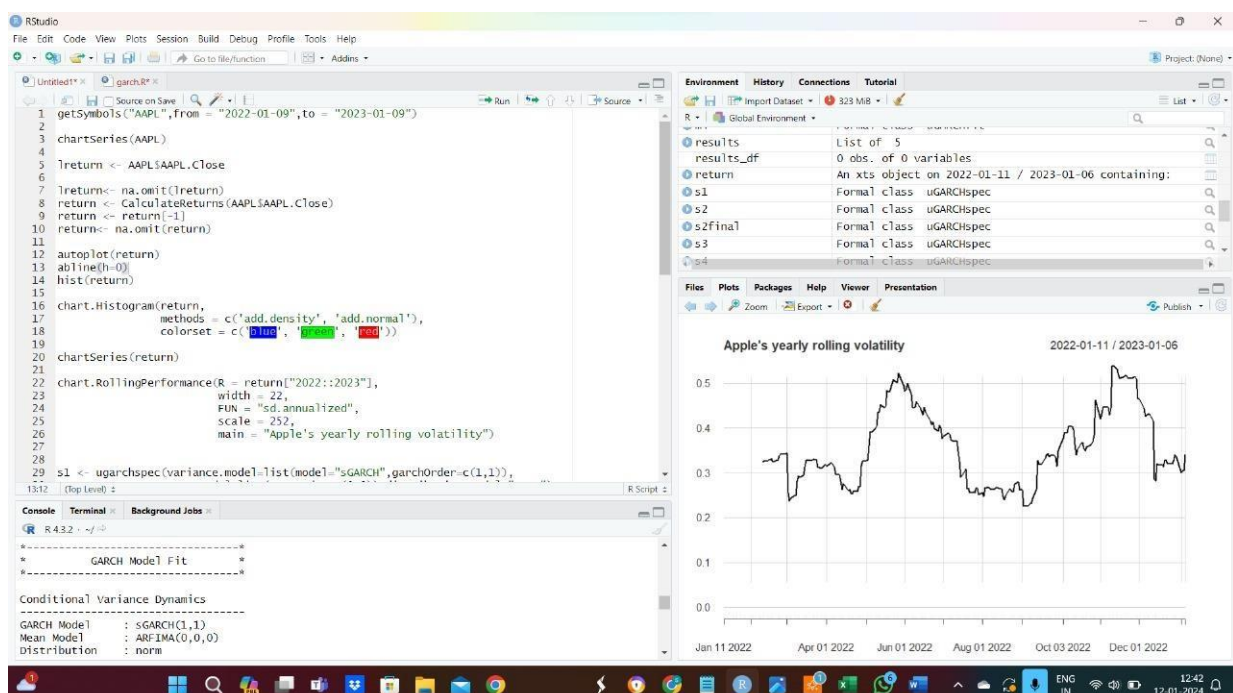 RStudio
File Edit Code View Plots Session Build Debug Profile Tools Help
Go to file/function Addins Project: (None)
Untitled1* garch.R*
Source on Save Run Source
1 getSymbols("AAPL",from = "2022-01-09",to = "2023-01-09")
2
3 chartSeries(AAPL)
4
5 lreturn <- AAPL$AAPL.Close
6
7 lreturn<- na.omit(lreturn)
8 return <- CalculateReturns(AAPL$AAPL.Close)
9 return <- return[-1]
10 return<- na.omit(return)
11
12 autoplot(return)
13 abline(h=0)
14 hist(return)
15
16 chart.Histogram(return,
17 methods = c('add.density', 'add.normal'),
18 colorset = c('blue', 'green', 'red'))
19
20 chartSeries(return)
21
22 chart.RollingPerformance(R = return["2022::2023"],
23 width = 22,
24 FUN = "sd.annualized",
25 scale = 252,
26 main = "Apple's yearly rolling volatility")
27
28
29 s1 <- ugarchspec(variance.model=list(model="sGARCH",garchOrder=c(1,1)),
13:12 (Top Level) R Script
Console Terminal Background Jobs
R 4.3.2 · ~/
*---------------------------------*
* GARCH Model Fit *
*---------------------------------*
Conditional Variance Dynamics
-----------------------------------
GARCH Model : sGARCH(1,1)
Mean Model : ARFIMA(0,0,0)
Distribution : norm
Environment History Connections Tutorial
Import Dataset 323 MiB List
R Global Environment
results List of 5
results_df 0 obs. of 0 variables
return An xts object on 2022-01-11 / 2023-01-06 containing:
s1 Formal class uGARCHspec
s2 Formal class uGARCHspec
s2final Formal class uGARCHspec
s3 Formal class uGARCHspec
s4 Formal class uGARCHspec
Files Plots Packages Help Viewer Presentation
Zoom Export Publish
Apple's yearly rolling volatility 2022-01-11 / 2023-01-06
0.5
0.4
0.3
0.2
0.1
0.0
Jan 11 2022 Apr 01 2022 Jun 01 2022 Aug 01 2022 Oct 03 2022 Dec 01 2022
ENG
IN
12:42
12-01-2024